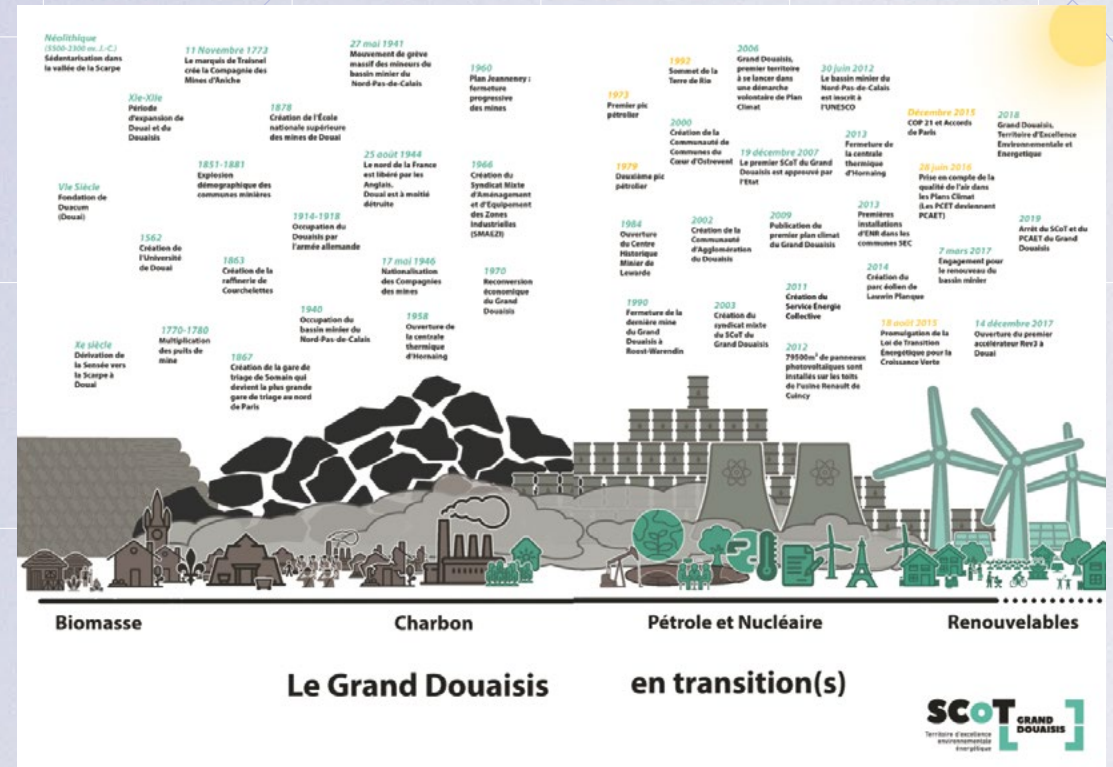 Néolithique
(5500-2300 av. J.-C.)
Sédentarisation dans
la vallée de la Scarpe
VIe Siècle
Fondation de
Duacum
(Douai)
Xe siècle
Dérivation de
la Sensée vers
la Scarpe à
Douai
XIe-XIIe
Période
d'expansion de
Douai et du
Douaisis
1562
Création de
l'Université
de Douai
1770-1780
Multiplication
des puits de
mine
11 Novembre 1773
Le marquis de Traisnel
crée la Compagnie des
Mines d'Aniche
1851-1881
Explosion
démographique des
communes minières
1863
Création de la
raffinerie de
Courchelettes
1867
Création de la gare de
triage de Somain qui
devient la plus grande
gare de triage au nord
de Paris
1878
Création de l'École
nationale supérieure
des mines de Douai
1914-1918
Occupation du
Douaisis par
l'armée allemande
1940
Occupation du
bassin minier du
Nord-Pas-de-Calais
27 mai 1941
Mouvement de grève
massif des mineurs du
bassin minier du
Nord-Pas-de-Calais
25 août 1944
Le nord de la France
est libéré par les
Anglais.
Douai est à moitié
détruite
17 mai 1946
Nationalisation
des Compagnies
des mines
1958
Ouverture de
la centrale
thermique
d'Hornaing
1960
Plan Jeanneney :
fermeture
progressive
des mines
1966
Création du
Syndicat Mixte
d'Aménagement
et d'Equipement
des Zones
Industrielles
(SMAEZI)
1970
Reconversion
économique
du Grand
Douaisis
1973
Premier pic
pétrolier
1979
Deuxième pic
pétrolier
1984
Ouverture
du Centre
Historique
Minier de
Lewarde
1990
Fermeture de la
dernière mine
du Grand
Douaisis à
Roost-Warendin
1992
Sommet de la
Terre de Rio
2000
Création de la
Communauté de
Communes du
Cœur d'Ostrevent
2002
Création de la
Communauté
d'Agglomération
du Douaisis
2003
Création du
syndicat mixte
du SCoT du
Grand Douaisis
2006
Grand Douaisis,
premier territoire
à se lancer dans
une démarche
volontaire de Plan
Climat
19 décembre 2007
Le premier SCoT du Grand
Douaisis est approuvé par
l'Etat
2009
Publication du
premier plan climat
du Grand Douaisis
2011
Création du
Service Energie
Collective
2012
79500m² de panneaux
photovoltaïques sont
installés sur les toits
de l'usine Renault de
Cuincy
30 juin 2012
Le bassin minier du
Nord-Pas-de-Calais
est inscrit à
l'UNESCO
2013
Fermeture de
la centrale
thermique
d'Hornaing
2013
Premières
installations
d'ENR dans les
communes SEC
2014
Création du
parc éolien de
Lauwin Planque
18 août 2015
Promulgation de la
Loi de Transition
Énergétique pour la
Croissance Verte
Décembre 2015
COP 21 et Accords
de Paris
28 juin 2016
Prise en compte de la
qualité de l'air dans
les Plans Climat
(Les PCET deviennent
PCAET)
7 mars 2017
Engagement pour
le renouveau du
bassin minier
14 décembre 2017
Ouverture du premier
accélérateur Rev3 à
Douai
2018
Grand Douaisis,
Territoire d'Excellence
Environnementale et
Energetique
2019
Arrêt du SCoT et du
PCAET du Grand
Douaisis
Biomasse
Charbon
Pétrole et Nucléaire
Renouvelables
Le Grand Douaisis en transition(s)
SCoT GRAND DOUAISIS
Territoire d'excellence
environnementale
énergétique